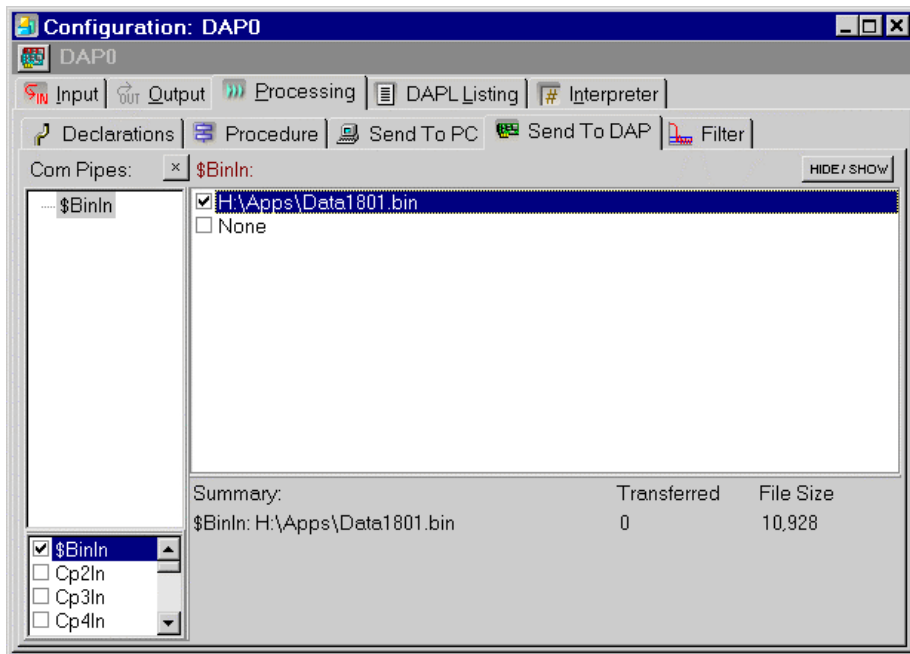 Configuration: DAP0
DAP0
IN Input OUT Output Processing DAPL Listing # Interpreter
Declarations Procedure Send To PC Send To DAP Filter
Com Pipes: × $BinIn: HIDE / SHOW
$BinIn H:\Apps\Data1801.bin
None
Summary: Transferred File Size
$BinIn: H:\Apps\Data1801.bin 0 10,928
$BinIn
Cp2In
Cp3In
Cp4In